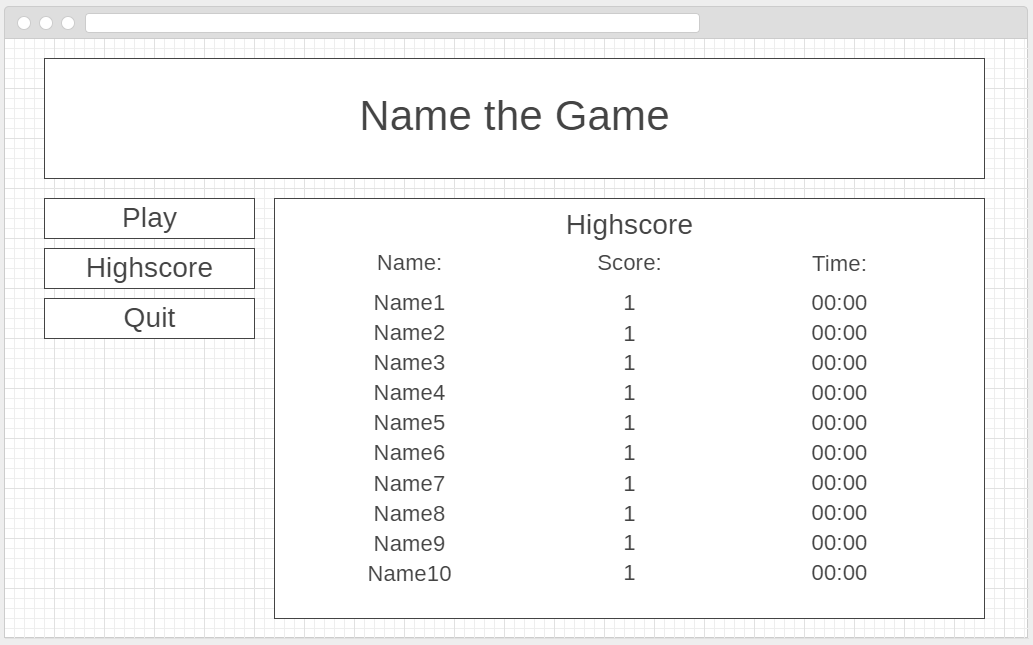 Name the Game
Play
Highscore
Quit
Highscore
Name: Score: Time:
Name1 1 00:00
Name2 1 00:00
Name3 1 00:00
Name4 1 00:00
Name5 1 00:00
Name6 1 00:00
Name7 1 00:00
Name8 1 00:00
Name9 1 00:00
Name10 1 00:00